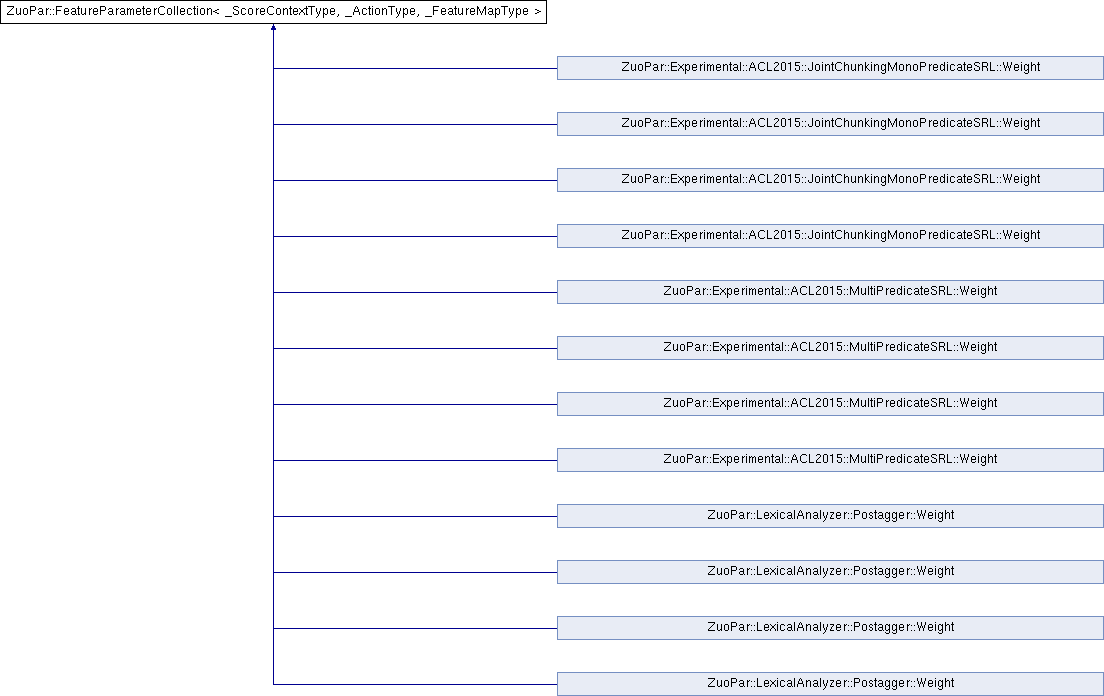 ZuoPar::FeatureParameterCollection< _ScoreContextType, _ActionType, _FeatureMapType >
ZuoPar::Experimental::ACL2015::JointChunkingMonoPredicateSRL::Weight
ZuoPar::Experimental::ACL2015::JointChunkingMonoPredicateSRL::Weight
ZuoPar::Experimental::ACL2015::JointChunkingMonoPredicateSRL::Weight
ZuoPar::Experimental::ACL2015::JointChunkingMonoPredicateSRL::Weight
ZuoPar::Experimental::ACL2015::MultiPredicateSRL::Weight
ZuoPar::Experimental::ACL2015::MultiPredicateSRL::Weight
ZuoPar::Experimental::ACL2015::MultiPredicateSRL::Weight
ZuoPar::Experimental::ACL2015::MultiPredicateSRL::Weight
ZuoPar::LexicalAnalyzer::Postagger::Weight
ZuoPar::LexicalAnalyzer::Postagger::Weight
ZuoPar::LexicalAnalyzer::Postagger::Weight
ZuoPar::LexicalAnalyzer::Postagger::Weight